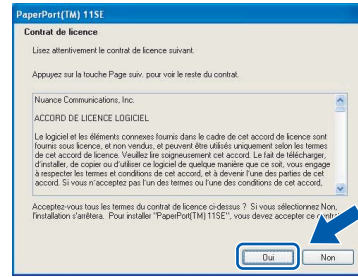 PaperPort(TM) 11SE
Contrat de licence
Lisez attentivement le contrat de licence suivant.
Appuyez sur la touche Page suiv. pour voir le reste du contrat.
Nuance Communications, Inc.
ACCORD DE LICENCE LOGICIEL
Le logiciel et les éléments connexes fournis dans le cadre de cet accord de licence sont
fournis sous licence, et non vendus, et peuvent être utilisés uniquement selon les termes
de cet accord de licence. Veuillez lire soigneusement cet accord. Le fait de télécharger,
d'installer, de copier ou d'utiliser ce logiciel de quelque manière que ce soit, vous engage
à respecter les termes et conditions de cet accord, et à devenir l'une des parties de cet
accord. Si vous n'acceptez pas l'un des termes ou l'une des conditions de cet accord,
Acceptez-vous tous les termes du contrat de licence ci-dessus ? Si vous sélectionnez Non,
l'installation s'arrêtera. Pour installer "PaperPort(TM) 11SE", vous devez accepter ce
Oui
Non